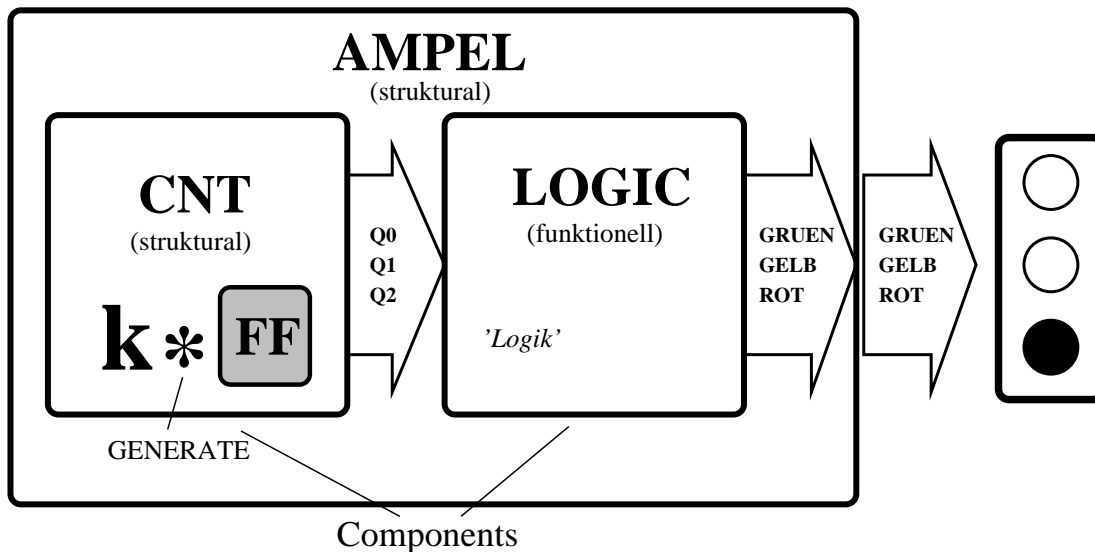 AMPEL
(struktural)
CNT
(struktural)
k * FF
GENERATE
Q0
Q1
Q2
LOGIC
(funktionell)
’Logik’
GRUEN
GELB
ROT
GRUEN
GELB
ROT
Components